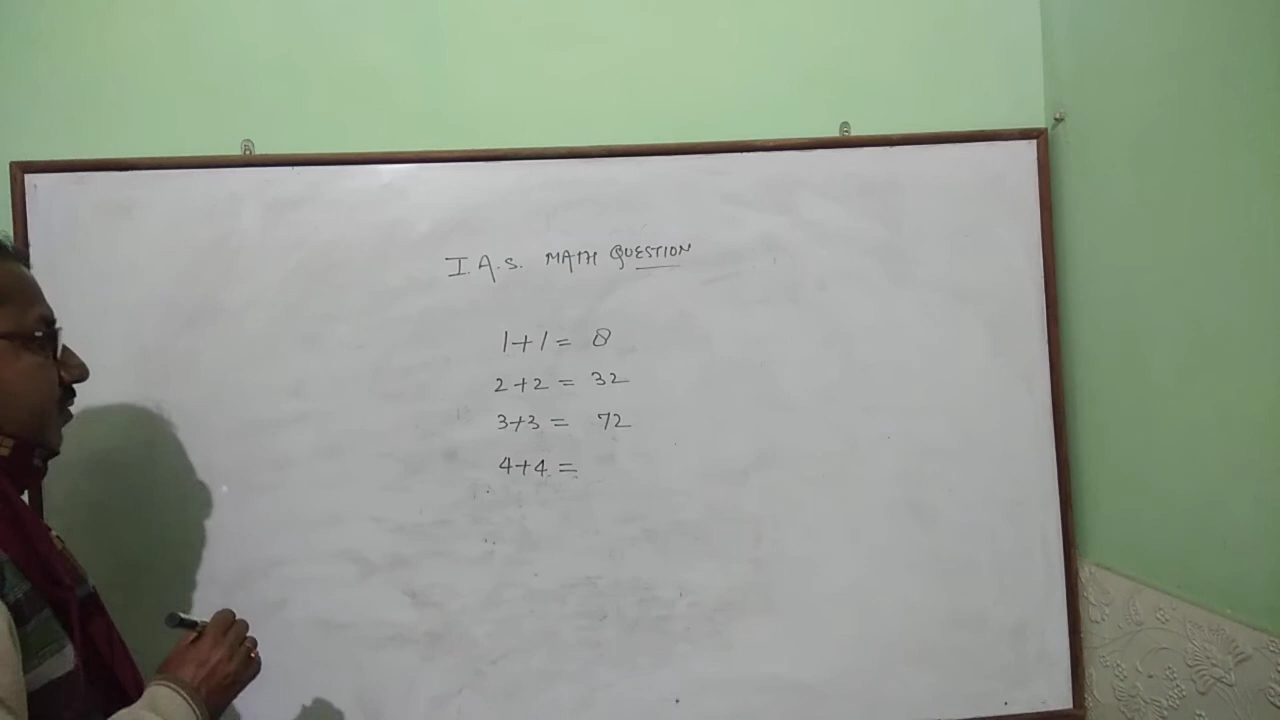 I.A.S. MATH QUESTION
1+1= 8
2+2 = 32
3+3 = 72
4+4 =